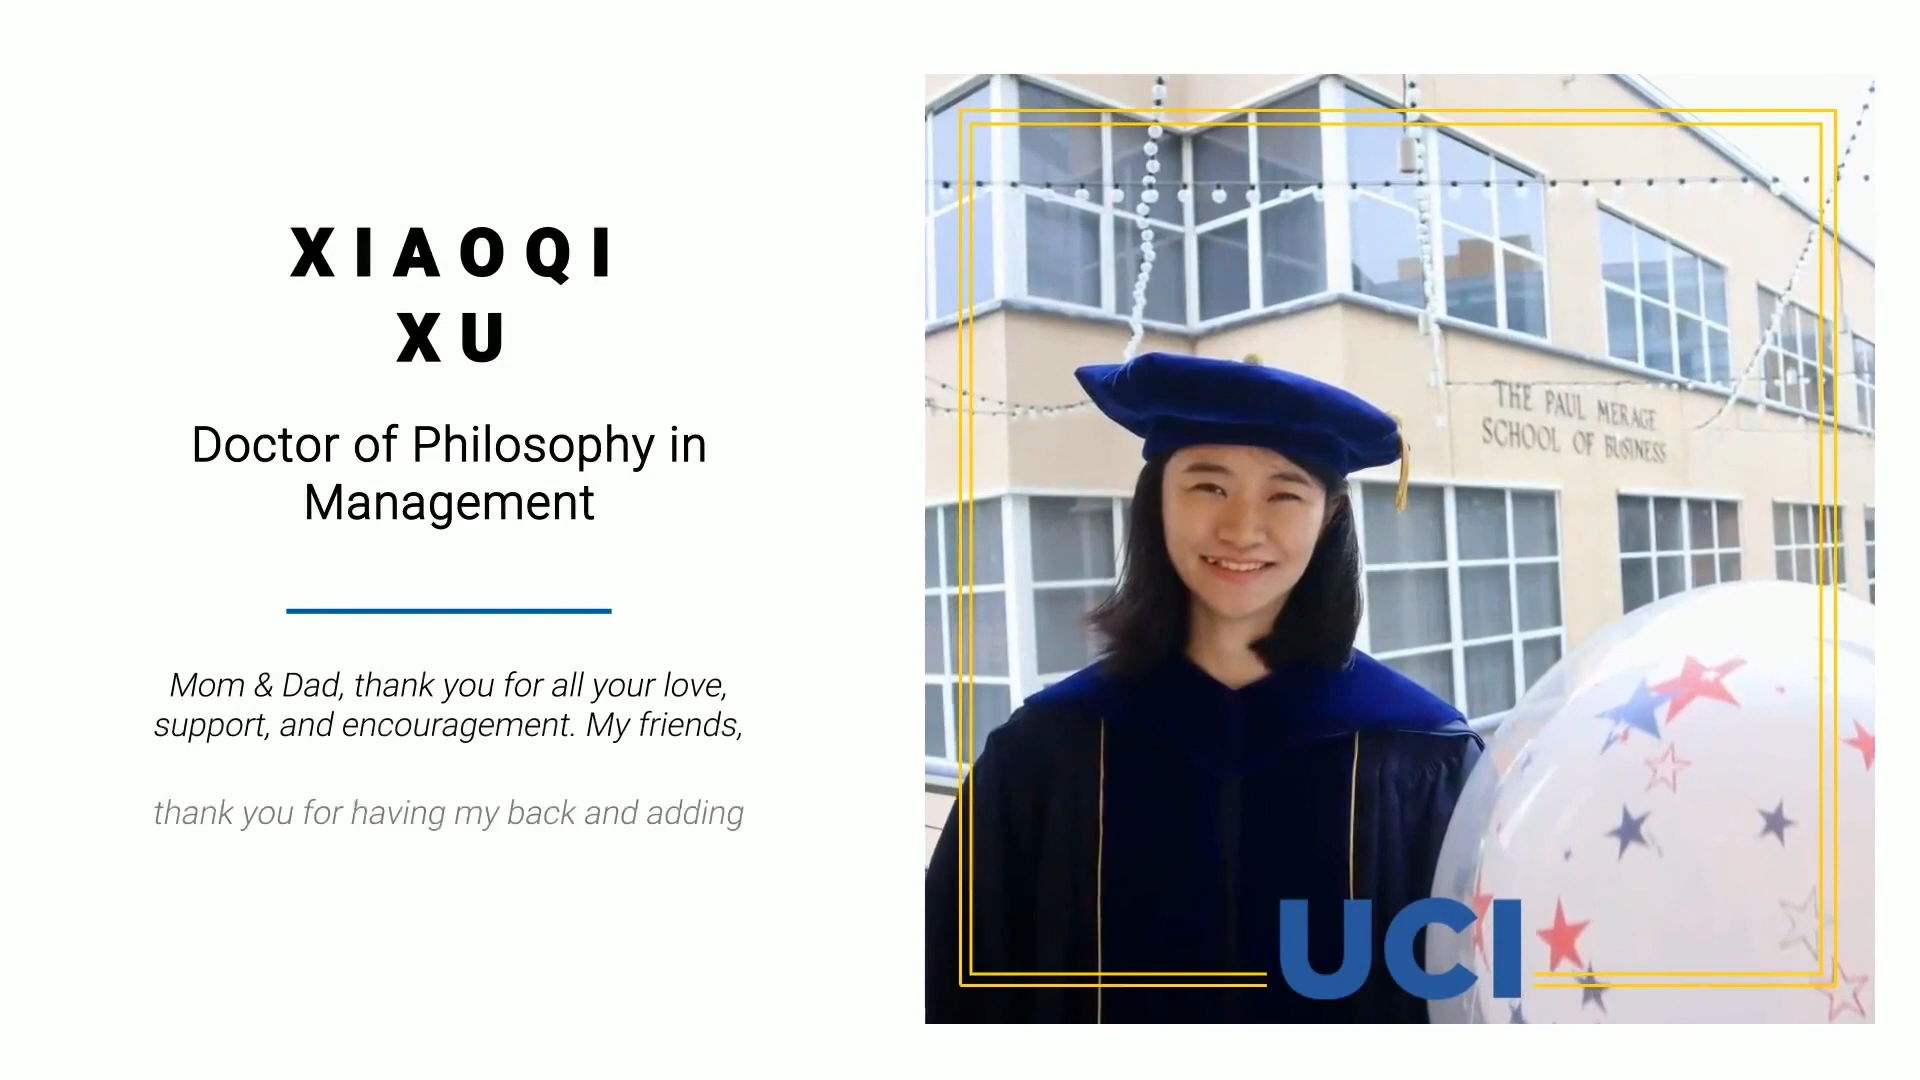 XIAOQI
XU
Doctor of Philosophy in
Management
Mom & Dad, thank you for all your love,
support, and encouragement. My friends,
thank you for having my back and adding
THE PAUL MERAGE
SCHOOL OF BUSINESS
UCI